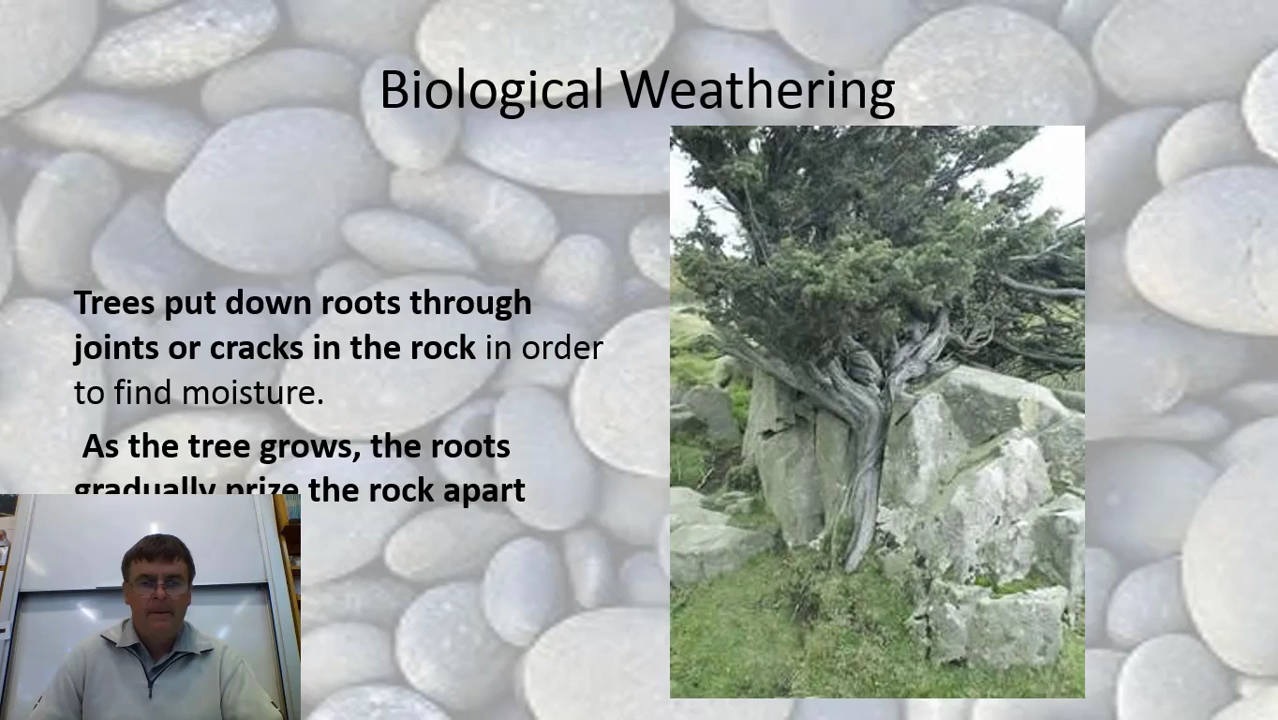 Biological Weathering
Trees put down roots through
joints or cracks in the rock in order
to find moisture.
As the tree grows, the roots
gradually prize the rock apart